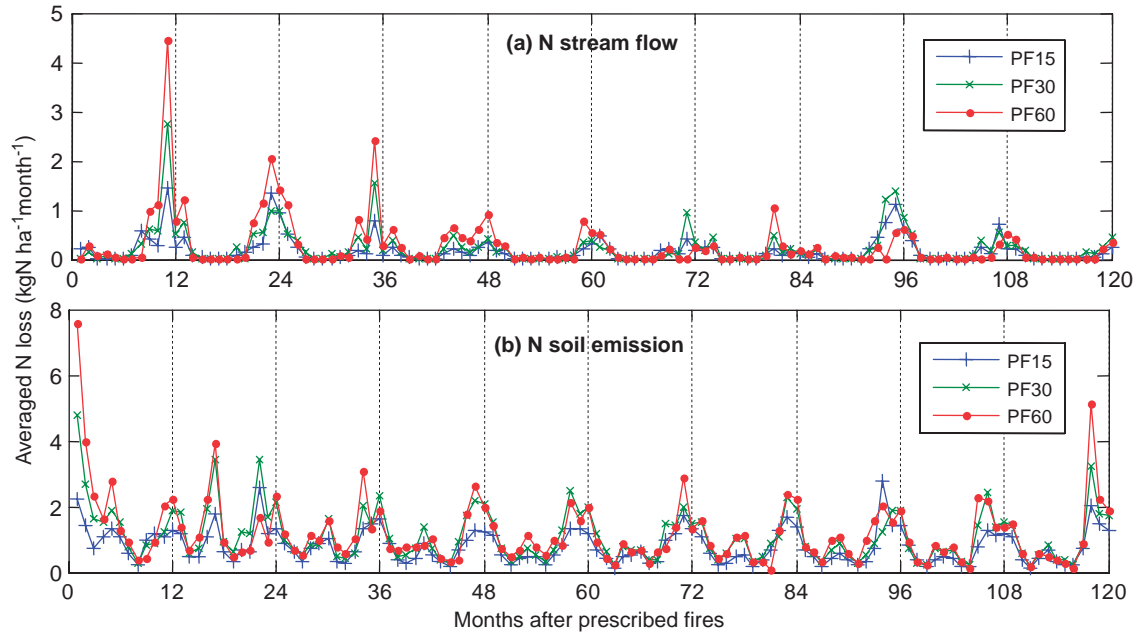 (a) N stream flow
5
4
3
2
1
0
PF15
PF30
PF60
0 12 24 36 48 60 72 84 96 108 120
Averaged N loss (kgN ha⁻¹month⁻¹)
(b) N soil emission
8
6
4
2
0
PF15
PF30
PF60
0 12 24 36 48 60 72 84 96 108 120
Months after prescribed fires